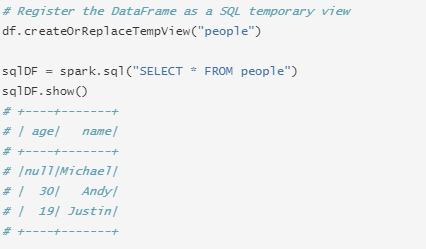 # Register the DataFrame as a SQL temporary view
df.createOrReplaceTempView("people")
sqlDF = spark.sql("SELECT * FROM people")
sqlDF.show()
# +----+-------+
# | age|   name|
# +----+-------+
# |null|Michael|
# |  30|   Andy|
# |  19| Justin|
# +----+-------+